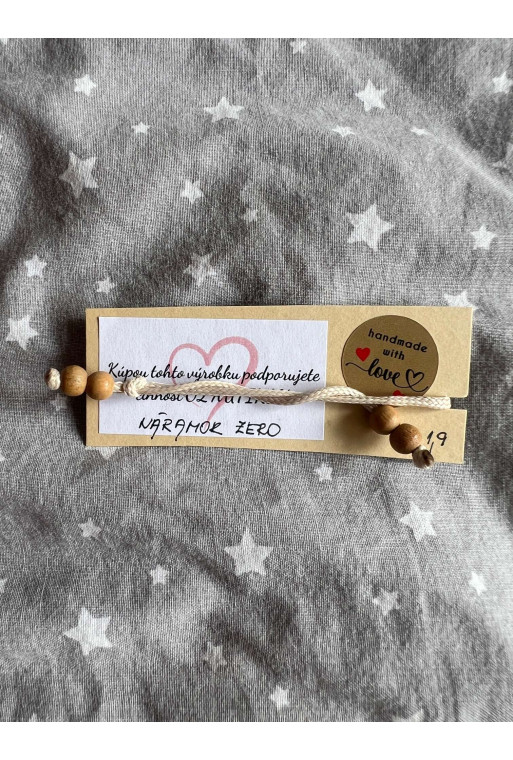 Kúpou tohto výrobku podporujete
NÁRAMOK ZERO
handmade
with
love
19